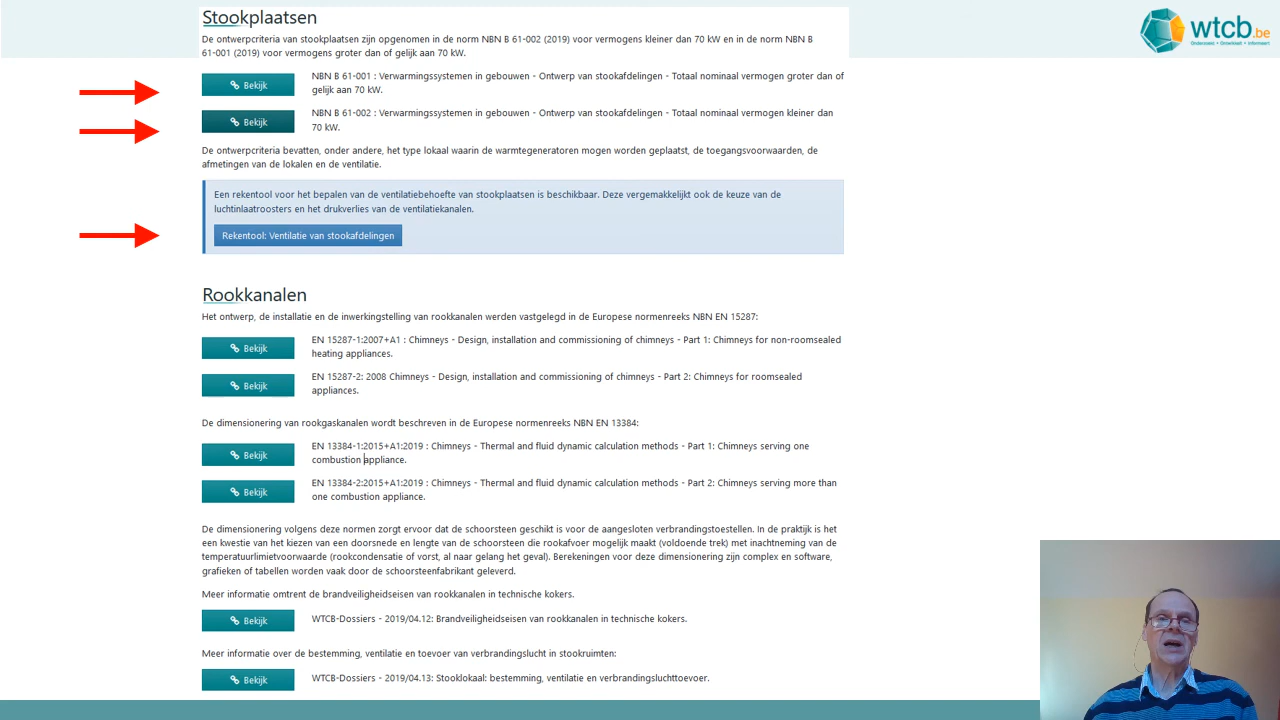 Stookplaatsen
wtcb.be
Onderzoekt • Ontwikkelt • Informeert
De ontwerpcriteria van stookplaatsen zijn opgenomen in de norm NBN B 61-002 (2019) voor vermogens kleiner dan 70 kW en in de norm NBN B
61-001 (2019) voor vermogens groter dan of gelijk aan 70 kW.
Bekijk
NBN B 61-001 : Verwarmingssystemen in gebouwen - Ontwerp van stookafdelingen - Totaal nominaal vermogen groter dan of
gelijk aan 70 kW.
Bekijk
NBN B 61-002 : Verwarmingssystemen in gebouwen - Ontwerp van stookafdelingen - Totaal nominaal vermogen kleiner dan
70 kW.
De ontwerpcriteria bevatten, onder andere, het type lokaal waarin de warmtegeneratoren mogen worden geplaatst, de toegangsvoorwaarden, de
afmetingen van de lokalen en de ventilatie.
Een rekentool voor het bepalen van de ventilatiebehoefte van stookplaatsen is beschikbaar. Deze vergemakkelijkt ook de keuze van de
luchtinlaatroosters en het drukverlies van de ventilatiekanalen.
Rekentool: Ventilatie van stookafdelingen
Rookkanalen
Het ontwerp, de installatie en de inwerkingstelling van rookkanalen werden vastgelegd in de Europese normenreeks NBN EN 15287:
Bekijk
EN 15287-1:2007+A1 : Chimneys - Design, installation and commissioning of chimneys - Part 1: Chimneys for non-roomsealed
heating appliances.
Bekijk
EN 15287-2: 2008 Chimneys - Design, installation and commissioning of chimneys - Part 2: Chimneys for roomsealed
appliances.
De dimensionering van rookgaskanalen wordt beschreven in de Europese normenreeks NBN EN 13384:
Bekijk
EN 13384-1:2015+A1:2019 : Chimneys - Thermal and fluid dynamic calculation methods - Part 1: Chimneys serving one
combustion appliance.
Bekijk
EN 13384-2:2015+A1:2019 : Chimneys - Thermal and fluid dynamic calculation methods - Part 2: Chimneys serving more than
one combustion appliance.
De dimensionering volgens deze normen zorgt ervoor dat de schoorsteen geschikt is voor de aangesloten verbrandingstoestellen. In de praktijk is het
een kwestie van het kiezen van een doorsnede en lengte van de schoorsteen die rookafvoer mogelijk maakt (voldoende trek) met inachtneming van de
temperatuurlimietvoorwaarde (rookcondensatie of vorst, al naar gelang het geval). Berekeningen voor deze dimensionering zijn complex en software,
grafieken of tabellen worden vaak door de schoorsteenfabrikant geleverd.
Meer informatie omtrent de brandveiligheidseisen van rookkanalen in technische kokers.
Bekijk
WTCB-Dossiers - 2019/04.12: Brandveiligheidseisen van rookkanalen in technische kokers.
Meer informatie over de bestemming, ventilatie en toevoer van verbrandingslucht in stookruimten:
Bekijk
WTCB-Dossiers - 2019/04.13: Stooklokaal: bestemming, ventilatie en verbrandingsluchttoevoer.